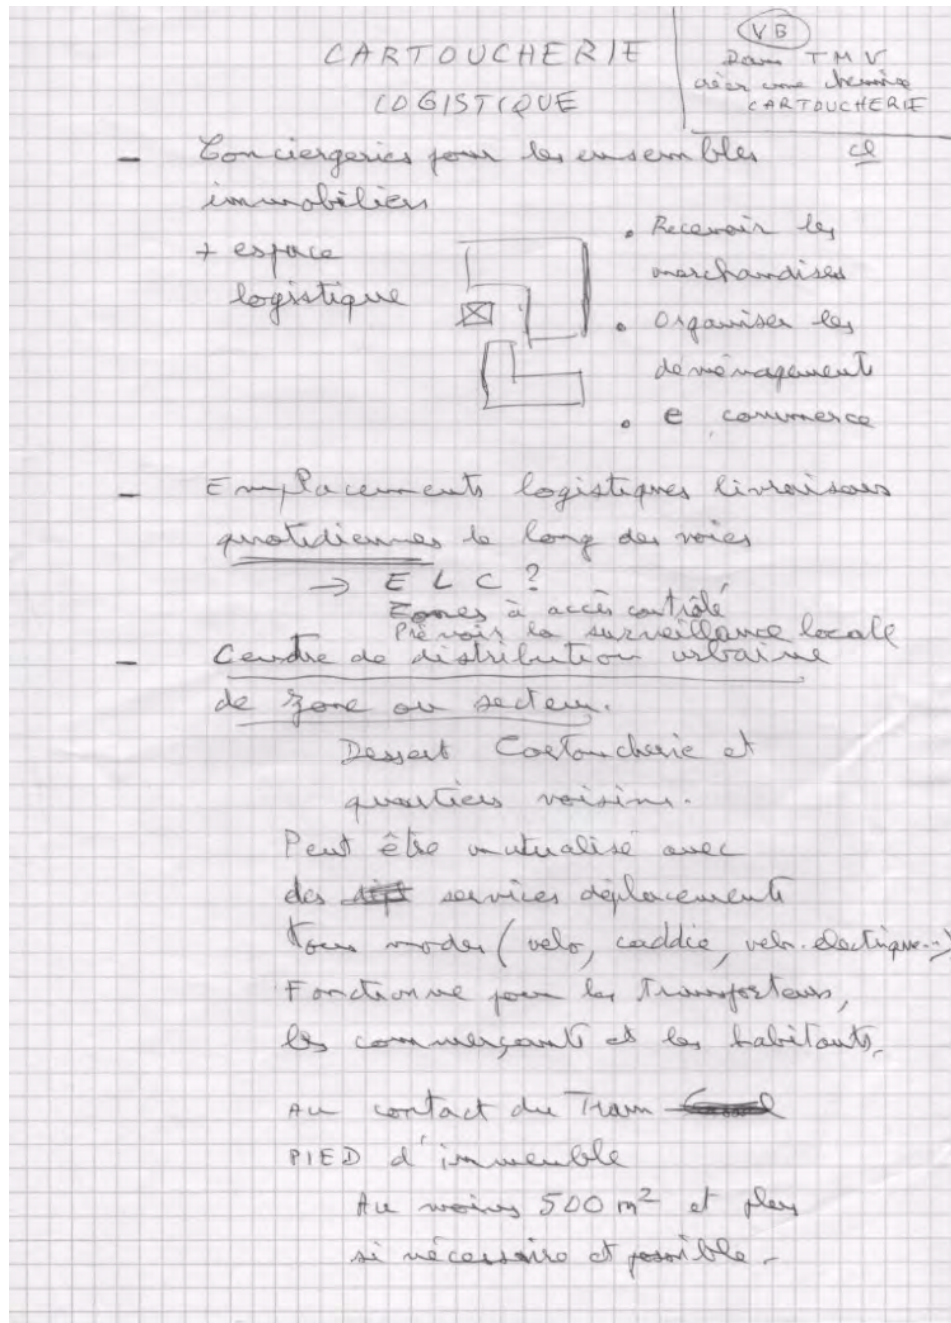 CARTOUCHERIE
LOGISTIQUE
VB
Dans TMV
créer une chemise
CARTOUCHERIE
- Conciergeries pour les ensembles
immobiliers
+ espace
logistique
• Recevoir les
marchandises
• Organiser les
déménagements
• e commerce
- Emplacements logistiques livraisons
quotidiennes le long des voies
→ E L C ?
Zones à accès contrôlé
Prévoir la surveillance locale
- Centre de distribution urbaine
de zone ou secteur.
Dessert Cartoucherie et
quartiers voisins.
Peut être mutualisé avec
des services déplacements
tous modes (velo, caddie, velo electrique...)
Fonctionne pour les transporteurs,
les commerçants et les habitants.
Au contact du Tram
PIED d'immeuble
Au moins 500 m² et plus
si nécessaire et possible -